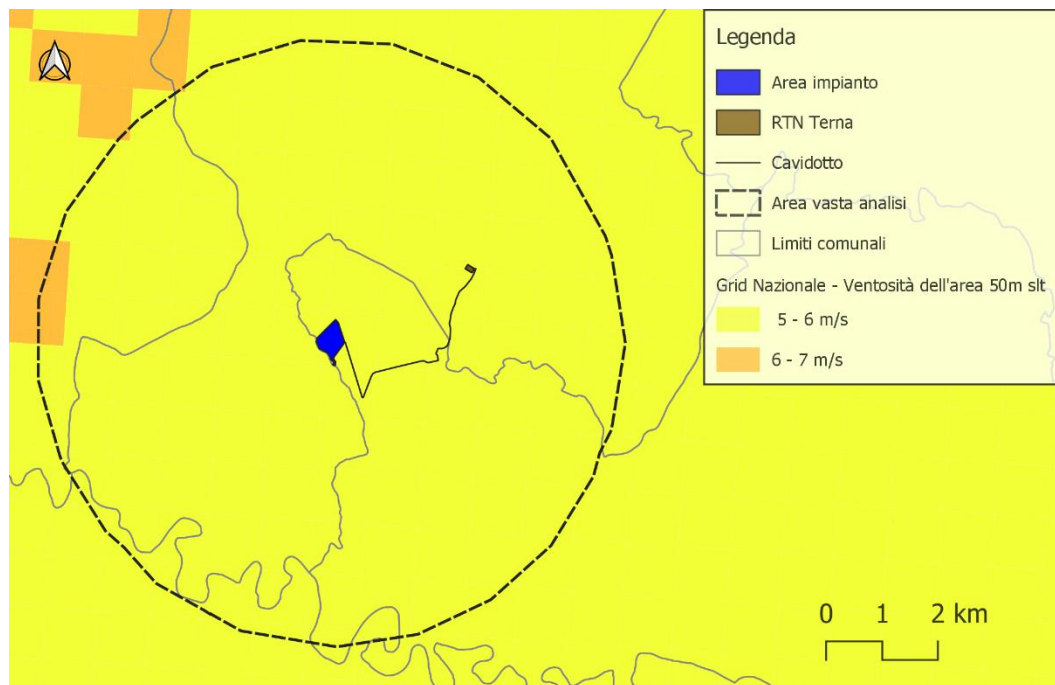 Legenda
Area impianto
RTN Terna
Cavidotto
Area vasta analisi
Limiti comunali
Grid Nazionale - Ventosità dell'area 50m slt
5 - 6 m/s
6 - 7 m/s
0 1 2 km